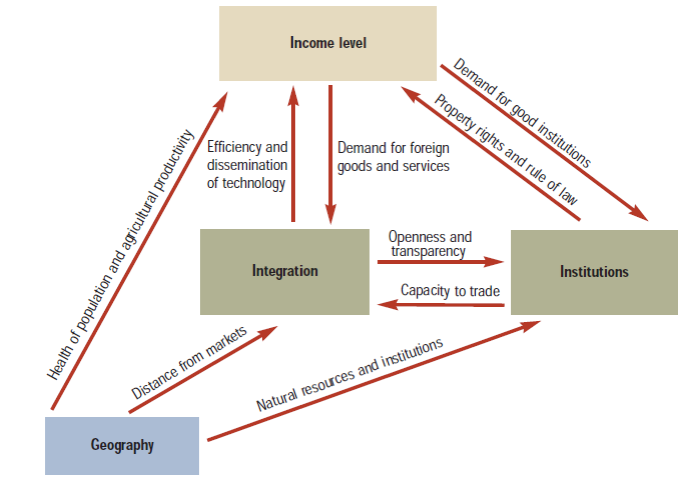 Income level
Demand for good institutions
Property rights and rule of law
Efficiency and
dissemination
of technology
Demand for foreign
goods and services
Health of population and agricultural productivity
Openness and
transparency
Integration
Institutions
Capacity to trade
Distance from markets
Natural resources and institutions
Geography